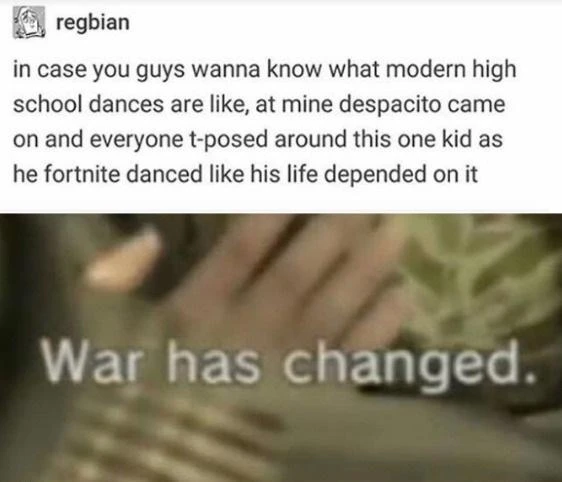 regbian
in case you guys wanna know what modern high
school dances are like, at mine despacito came
on and everyone t-posed around this one kid as
he fortnite danced like his life depended on it
War has changed.